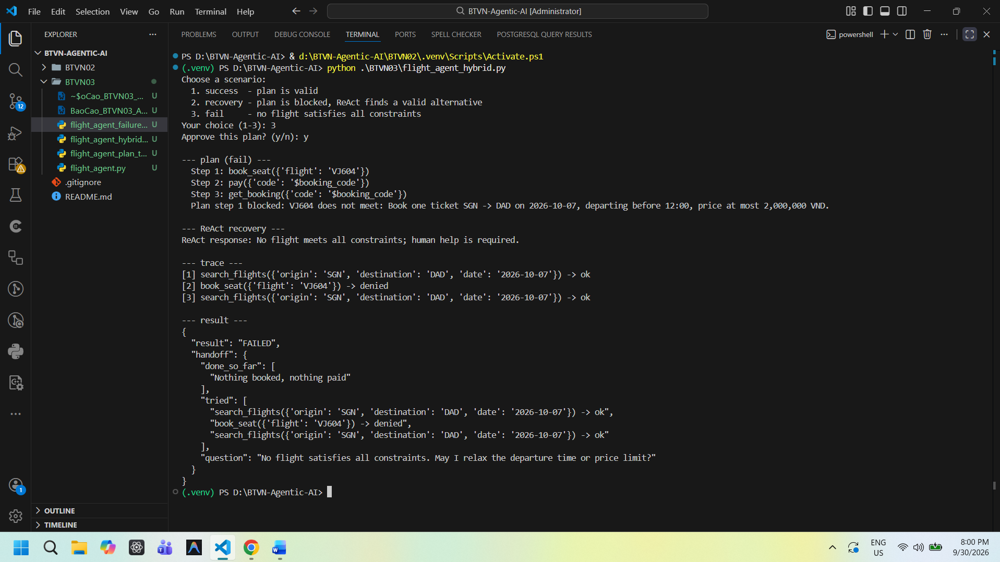 File Edit Selection View Go Run Terminal Help
BTVN-Agentic-AI [Administrator]
EXPLORER
BTVN-AGENTIC-AI
BTVN02
BTVN03
~$oCao_BTVN03_... U
BaoCao_BTVN03_A... U
flight_agent_failure... U
flight_agent_hybrid... U
flight_agent_plan_t... U
flight_agent.py U
.gitignore
README.md
OUTLINE
TIMELINE
12
1
PROBLEMS OUTPUT DEBUG CONSOLE TERMINAL PORTS SPELL CHECKER POSTGRESQL QUERY RESULTS
powershell
PS D:\BTVN-Agentic-AI> & d:\BTVN-Agentic-AI\BTVN02\.venv\Scripts\Activate.ps1
(.venv) PS D:\BTVN-Agentic-AI> python .\BTVN03\flight_agent_hybrid.py
Choose a scenario:
1. success - plan is valid
2. recovery - plan is blocked, ReAct finds a valid alternative
3. fail - no flight satisfies all constraints
Your choice (1-3): 3
Approve this plan? (y/n): y
--- plan (fail) ---
Step 1: book_seat({'flight': 'VJ604'})
Step 2: pay({'code': '$booking_code'})
Step 3: get_booking({'code': '$booking_code'})
Plan step 1 blocked: VJ604 does not meet: Book one ticket SGN -> DAD on 2026-10-07, departing before 12:00, price at most 2,000,000 VND.
--- ReAct recovery ---
ReAct response: No flight meets all constraints; human help is required.
--- trace ---
[1] search_flights({'origin': 'SGN', 'destination': 'DAD', 'date': '2026-10-07'}) -> ok
[2] book_seat({'flight': 'VJ604'}) -> denied
[3] search_flights({'origin': 'SGN', 'destination': 'DAD', 'date': '2026-10-07'}) -> ok
--- result ---
{
"result": "FAILED",
"handoff": {
"done_so_far": [
"Nothing booked, nothing paid"
],
"tried": [
"search_flights({'origin': 'SGN', 'destination': 'DAD', 'date': '2026-10-07'}) -> ok",
"book_seat({'flight': 'VJ604'}) -> denied",
"search_flights({'origin': 'SGN', 'destination': 'DAD', 'date': '2026-10-07'}) -> ok"
],
"question": "No flight satisfies all constraints. May I relax the departure time or price limit?"
}
}
(.venv) PS D:\BTVN-Agentic-AI>
ENG
US
8:00 PM
9/30/2026